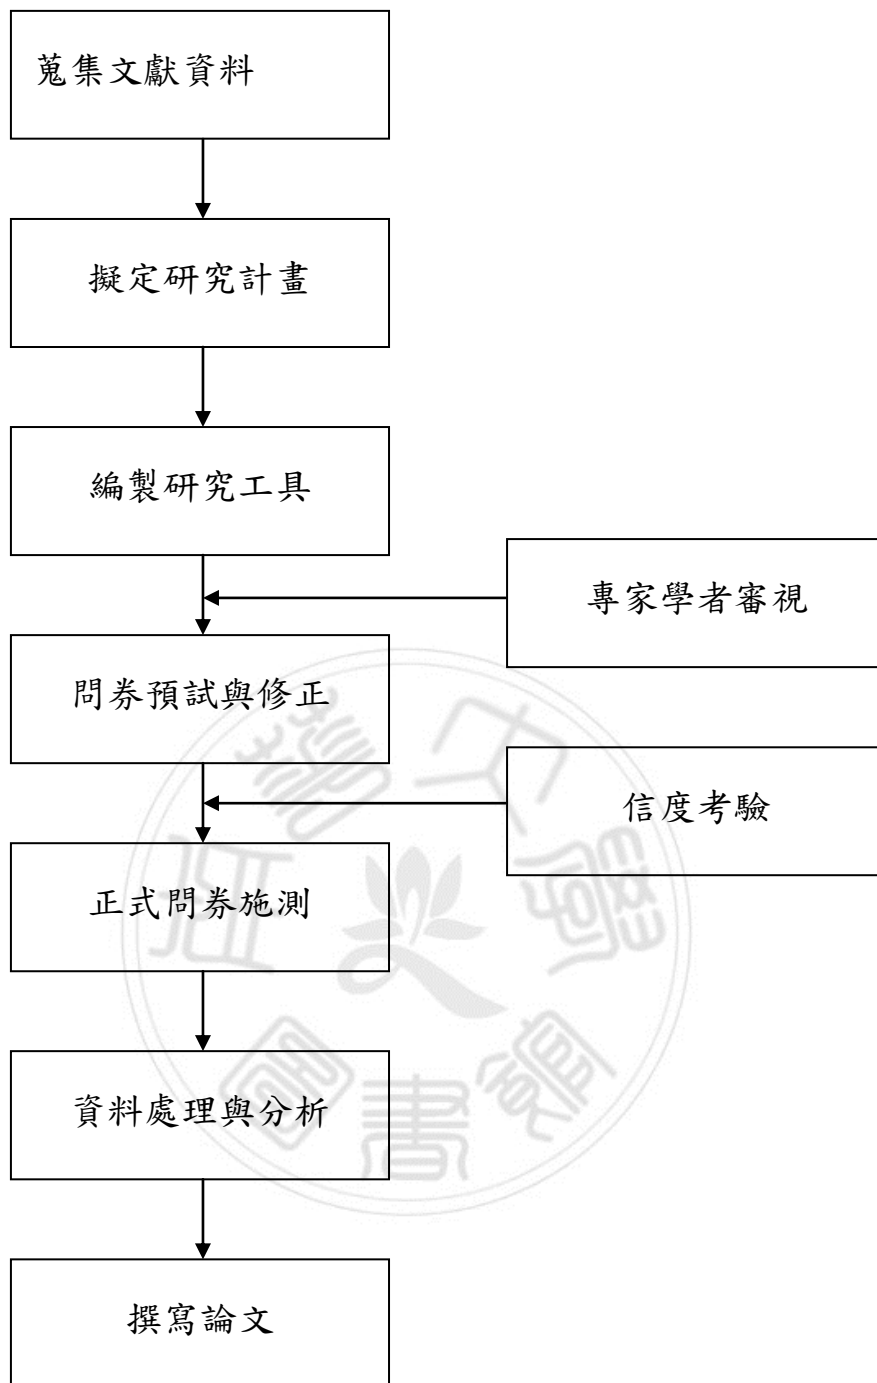 蒐集文獻資料
擬定研究計畫
編製研究工具
專家學者審視
問券預試與修正
信度考驗
正式問券施測
資料處理與分析
撰寫論文